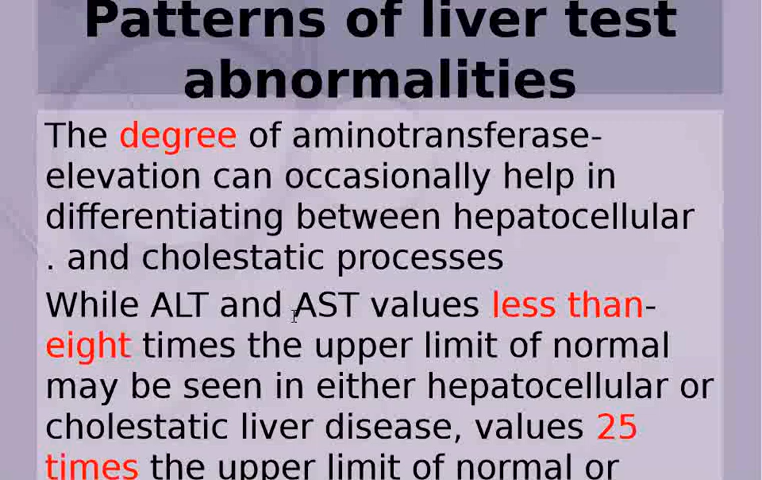 Patterns of liver test
abnormalities
The degree of aminotransferase-
elevation can occasionally help in
differentiating between hepatocellular
. and cholestatic processes
While ALT and AST values less than-
eight times the upper limit of normal
may be seen in either hepatocellular or
cholestatic liver disease, values 25
times the upper limit of normal or